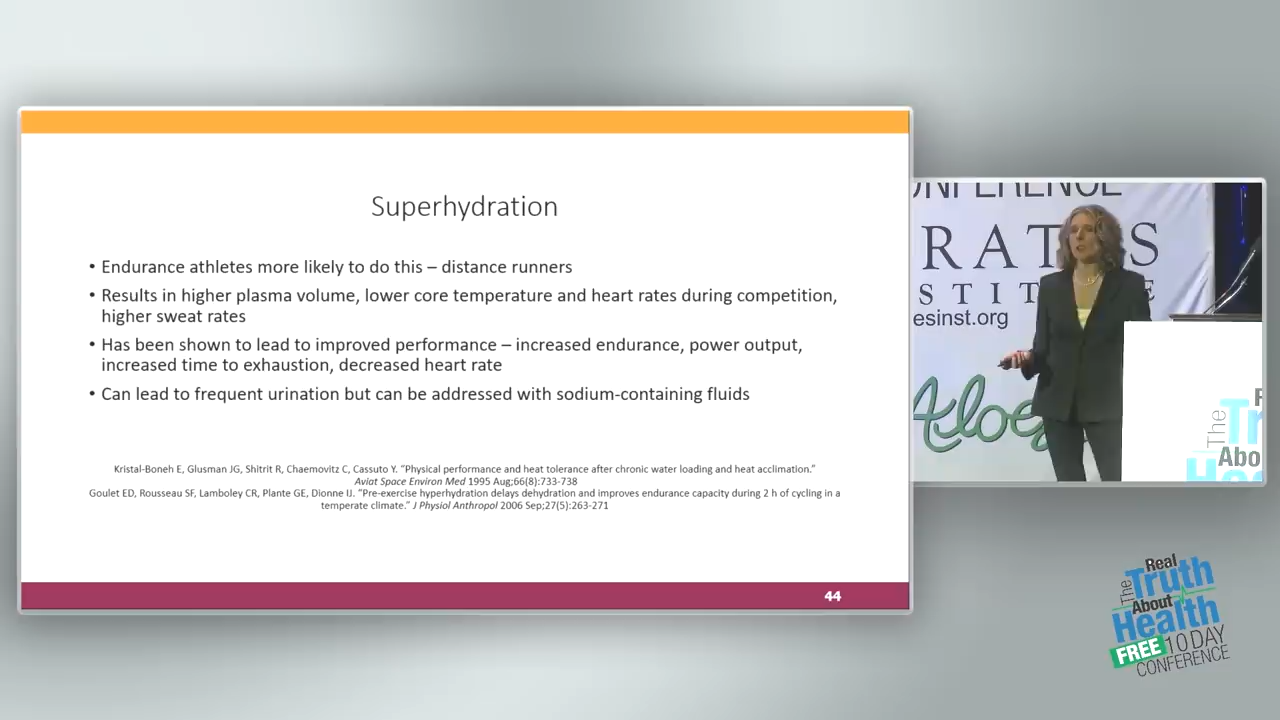 Superhydration
• Endurance athletes more likely to do this – distance runners
• Results in higher plasma volume, lower core temperature and heart rates during competition,
higher sweat rates
• Has been shown to lead to improved performance – increased endurance, power output,
increased time to exhaustion, decreased heart rate
• Can lead to frequent urination but can be addressed with sodium-containing fluids
Kristal-Boneh E, Glusman JG, Shitrit R, Chaemovitz C, Cassuto Y. “Physical performance and heat tolerance after chronic water loading and heat acclimation.”
Aviat Space Environ Med 1995 Aug;66(8):733-738
Goulet ED, Rousseau SF, Lamboley CR, Plante GE, Dionne IJ. “Pre-exercise hyperhydration delays dehydration and improves endurance capacity during 2 h of cycling in a
temperate climate.” J Physiol Anthropol 2006 Sep;27(5):263-271
44
RAT S
STIT E
esinst.org
Aloe
The
Abo
The Real
Truth
About
Health
FREE 10 DAY
CONFERENCE